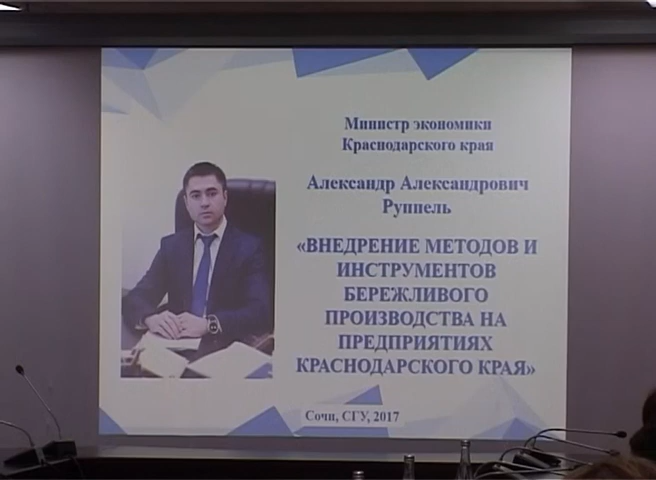 Министр экономики
Краснодарского края
Александр Александрович
Руппель
«ВНЕДРЕНИЕ МЕТОДОВ И
ИНСТРУМЕНТОВ
БЕРЕЖЛИВОГО
ПРОИЗВОДСТВА НА
ПРЕДПРИЯТИЯХ
КРАСНОДАРСКОГО КРАЯ»
Сочи, СГУ, 2017